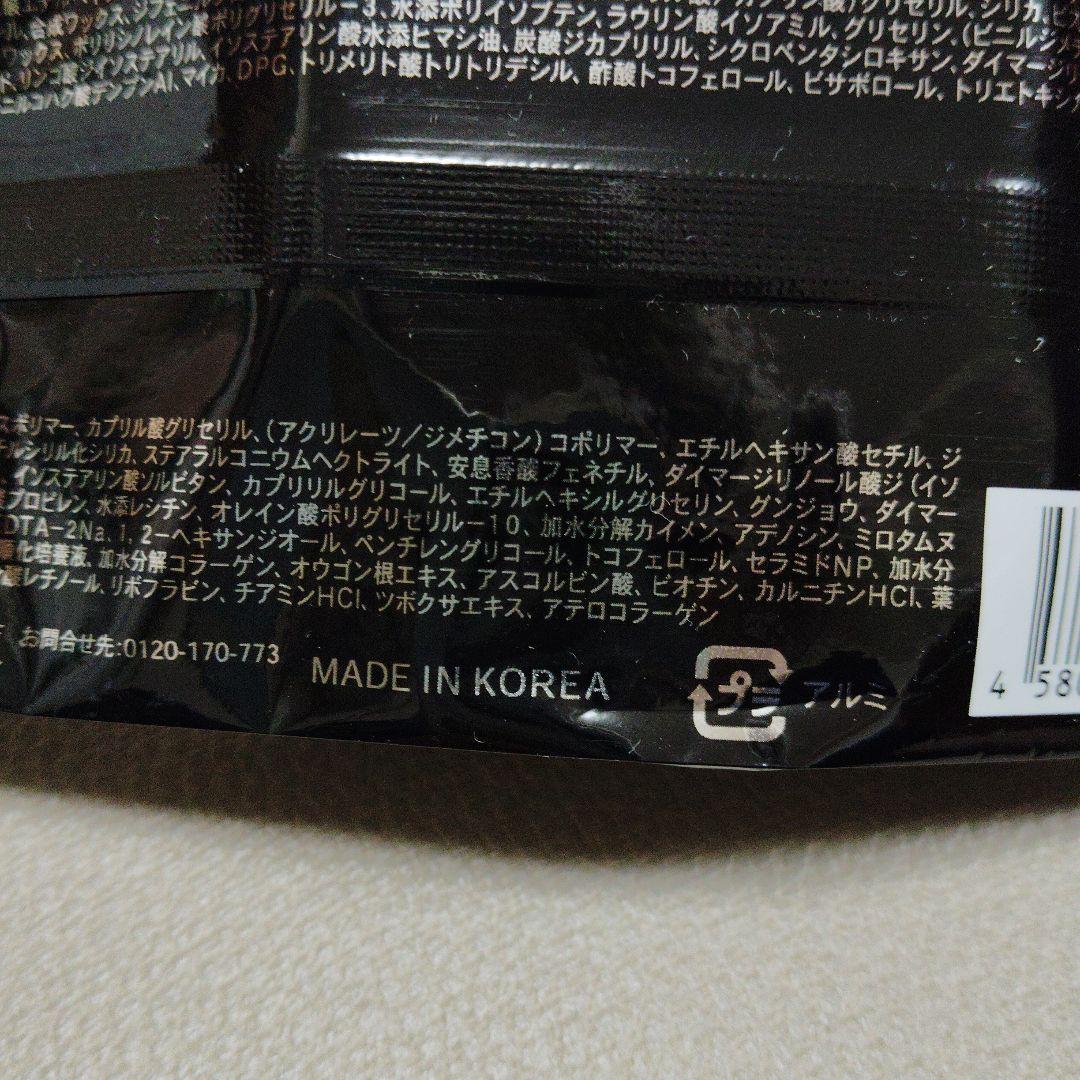 酸)グリセリル、シリカ、
ル、合成ワックス、ジフェ グリセリルー3、水添ポリイソブテン、ラウリン酸イソアミル、グリセリン、(ビニルジメチ
ックス、ポリリシノレイン酸 イソステアリン酸水添ヒマシ油、炭酸ジカプリリル、シクロペンタシロキサン、ダイマージリ
ド、リンゴ酸ジイソステアリル、 トリメリト酸トリトリデシル、酢酸トコフェロール、ビサボロール、トリエトキシカ
ニルコハク酸デンプンAl、マイカ、DPG、
スポリマー、カプリル酸グリセリル、(アクリレーツ/ジメチコン)コポリマー、エチルヘキサン酸セチル、ジ
チルシリル化シリカ、ステアラルコニウムヘクトライト、安息香酸フェネチル、ダイマージリノール酸ジ(イソ
、インステアリン酸ソルビタン、カプリリルグリコール、エチルヘキシルグリセリン、グンジョウ、ダイマー
プロピレン、水添レシチン、オレイン酸ポリグリセリルー10、加水分解カイメン、アデノシン、ミロタムヌ
EDTA-2Na、1,2-ヘキサンジオール、ペンチレングリコール、トコフェロール、セラミドNP、加水分
化培養液、加水分解コラーゲン、オウゴン根エキス、アスコルビン酸、ビオチン、カルニチンHCl、葉
酸レチノール、リボフラビン、チアミンHCl、ツボクサエキス、アテロコラーゲン
お問合せ先:0120-170-773
MADE IN KOREA
プラ アルミ
4 580